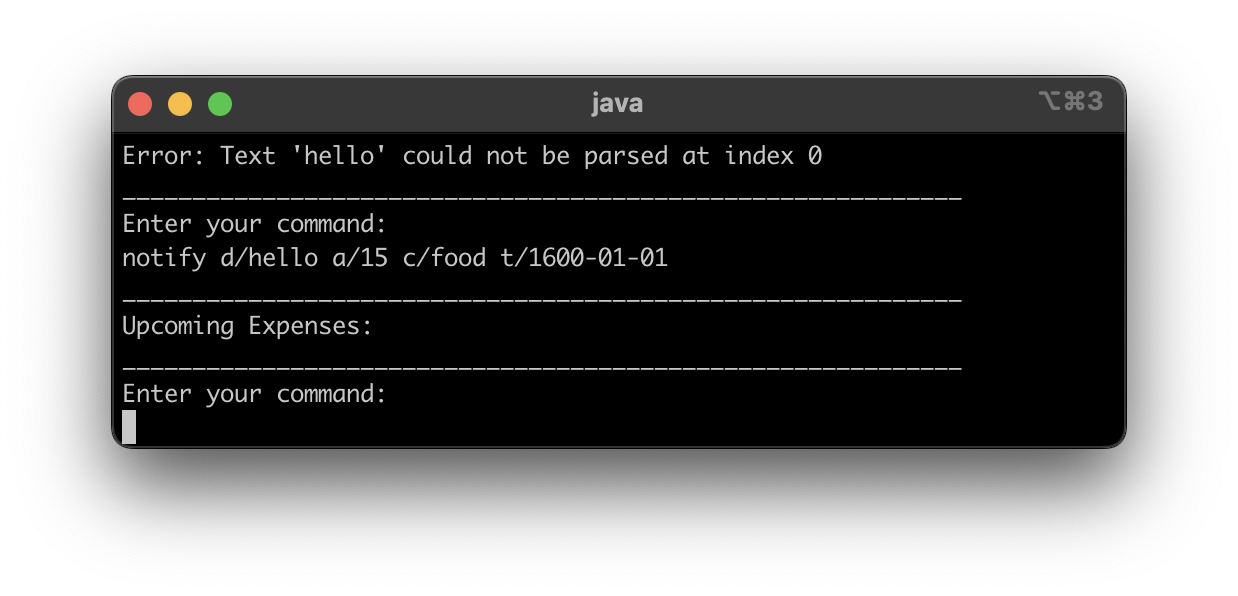 java
⌥⌘3
Error: Text 'hello' could not be parsed at index 0
____________________________________________________________
Enter your command:
notify d/hello a/15 c/food t/1600-01-01
____________________________________________________________
Upcoming Expenses:
____________________________________________________________
Enter your command: